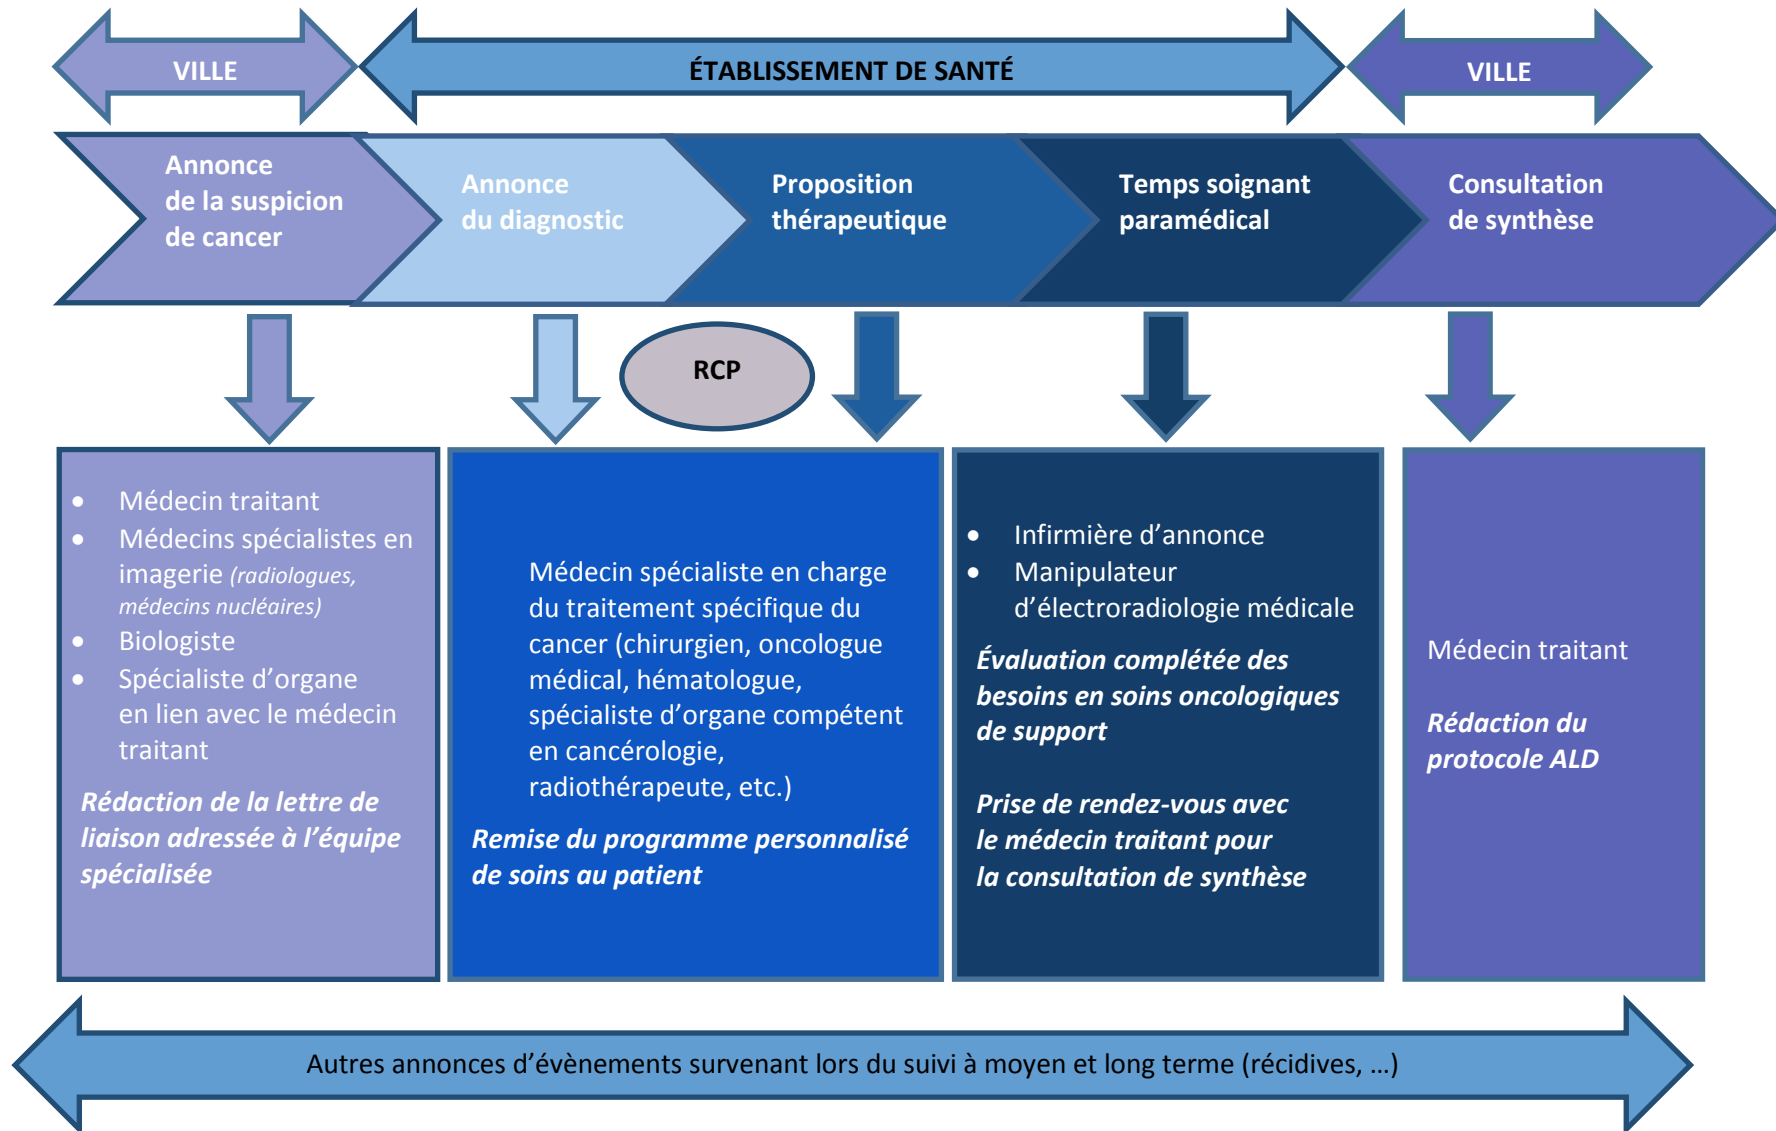 VILLE
ÉTABLISSEMENT DE SANTÉ
VILLE
Annonce
de la suspicion
de cancer
Annonce
du diagnostic
Proposition
thérapeutique
Temps soignant
paramédical
Consultation
de synthèse
RCP
• Médecin traitant
• Médecins spécialistes en
imagerie (radiologues,
médecins nucléaires)
• Biologiste
• Spécialiste d’organe
en lien avec le médecin
traitant
Rédaction de la lettre de
liaison adressée à l’équipe
spécialisée
Médecin spécialiste en charge
du traitement spécifique du
cancer (chirurgien, oncologue
médical, hématologue,
spécialiste d’organe compétent
en cancérologie,
radiothérapeute, etc.)
Remise du programme personnalisé
de soins au patient
• Infirmière d’annonce
• Manipulateur
d’électroradiologie médicale
Évaluation complétée des
besoins en soins oncologiques
de support
Prise de rendez-vous avec
le médecin traitant pour
la consultation de synthèse
Médecin traitant
Rédaction du
protocole ALD
Autres annonces d’évènements survenant lors du suivi à moyen et long terme (récidives, …)